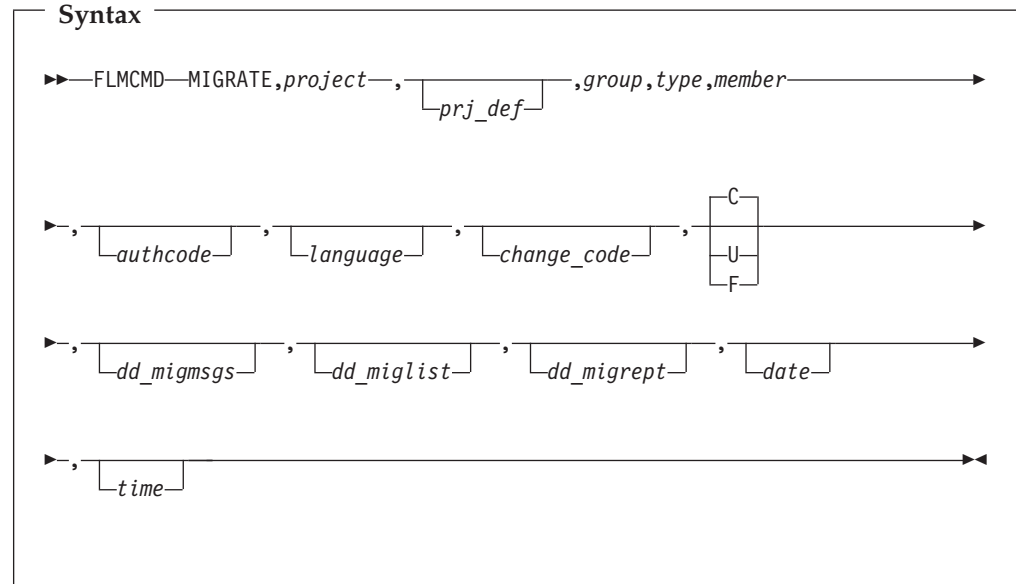 Syntax
FLMCMD MIGRATE,project , ,group,type,member
prj_def
C
, , , ,
authcode language change_code U
F
, , , ,
dd_migmsgs dd_miglist dd_migrept date
,
time